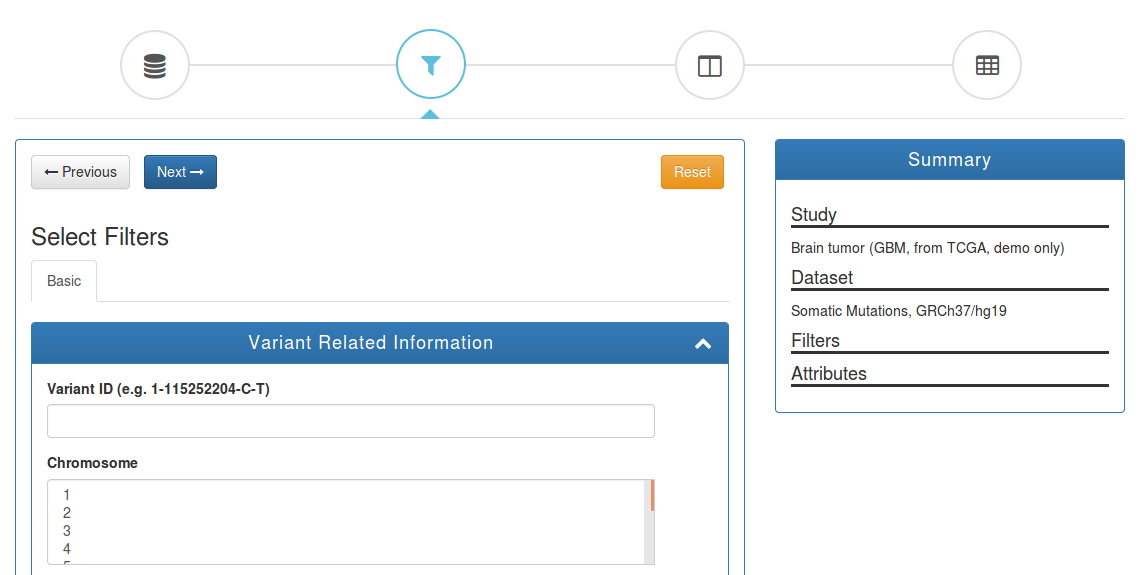 Previous
Next
Reset
Select Filters
Basic
Variant Related Information
Variant ID (e.g. 1-115252204-C-T)
Chromosome
1
2
3
4
Summary
Study
Brain tumor (GBM, from TCGA, demo only)
Dataset
Somatic Mutations, GRCh37/hg19
Filters
Attributes